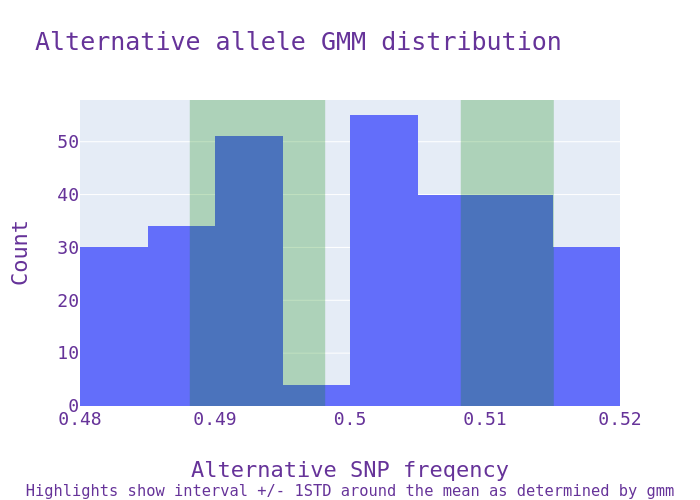 Alternative allele GMM distribution
Count
50
40
30
20
10
0
0.48 0.49 0.5 0.51 0.52
Alternative SNP freqency
Highlights show interval +/- 1STD around the mean as determined by gmm